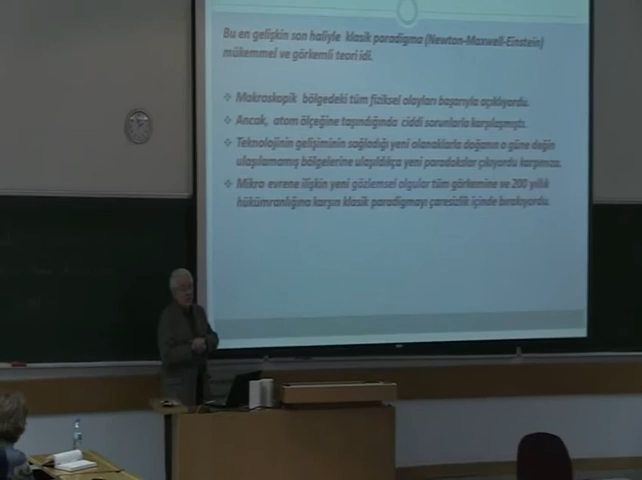 Bu en gelişkin son haliyle klasik paradigma (Newton-Maxwell-Einstein)
mükemmel ve görkemli teori idi.
Makroskopik bölgedeki tüm fiziksel olayları başarıyla açıklıyordu.
Ancak, atom ölçeğine taşındığında ciddi sorunlarla karşılaşmıştı.
Teknolojinin gelişiminin sağladığı yeni olanaklarla doğanın o güne değin
ulaşılamamış bölgelerine ulaşıldıkça yeni paradokslar çıkıyordu karşımıza.
Mikro evrene ilişkin yeni gözlemsel olgular tüm görkemine ve 200 yıllık
hükümranlığına karşın klasik paradigmayı çaresizlik içinde bırakıyordu.